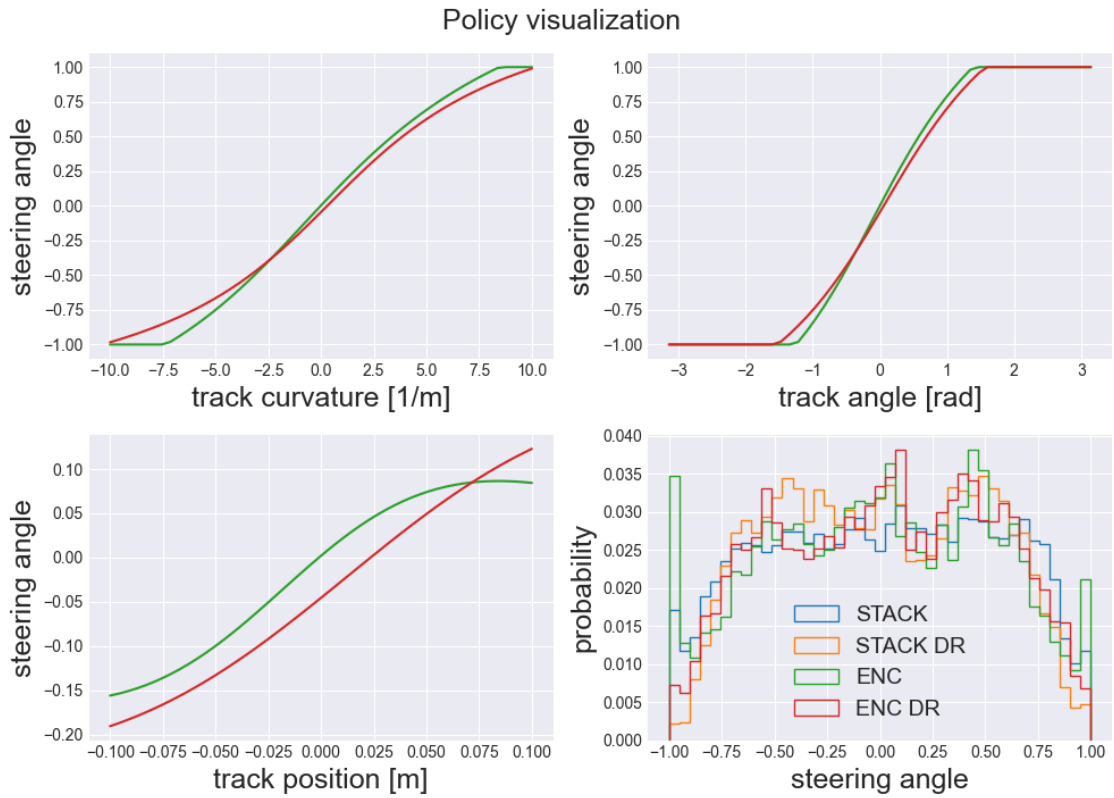 Policy visualization
1.00
0.75
0.50
0.25
0.00
−0.25
−0.50
−0.75
−1.00
steering angle
−10.0 −7.5 −5.0 −2.5 0.0 2.5 5.0 7.5 10.0
track curvature [1/m]
1.00
0.75
0.50
0.25
0.00
−0.25
−0.50
−0.75
−1.00
steering angle
−3 −2 −1 0 1 2 3
track angle [rad]
0.10
0.05
0.00
−0.05
−0.10
−0.15
−0.20
steering angle
−0.100 −0.075 −0.050 −0.025 0.000 0.025 0.050 0.075 0.100
track position [m]
0.040
0.035
0.030
0.025
0.020
0.015
0.010
0.005
0.000
probability
STACK
STACK DR
ENC
ENC DR
−1.00 −0.75 −0.50 −0.25 0.00 0.25 0.50 0.75 1.00
steering angle